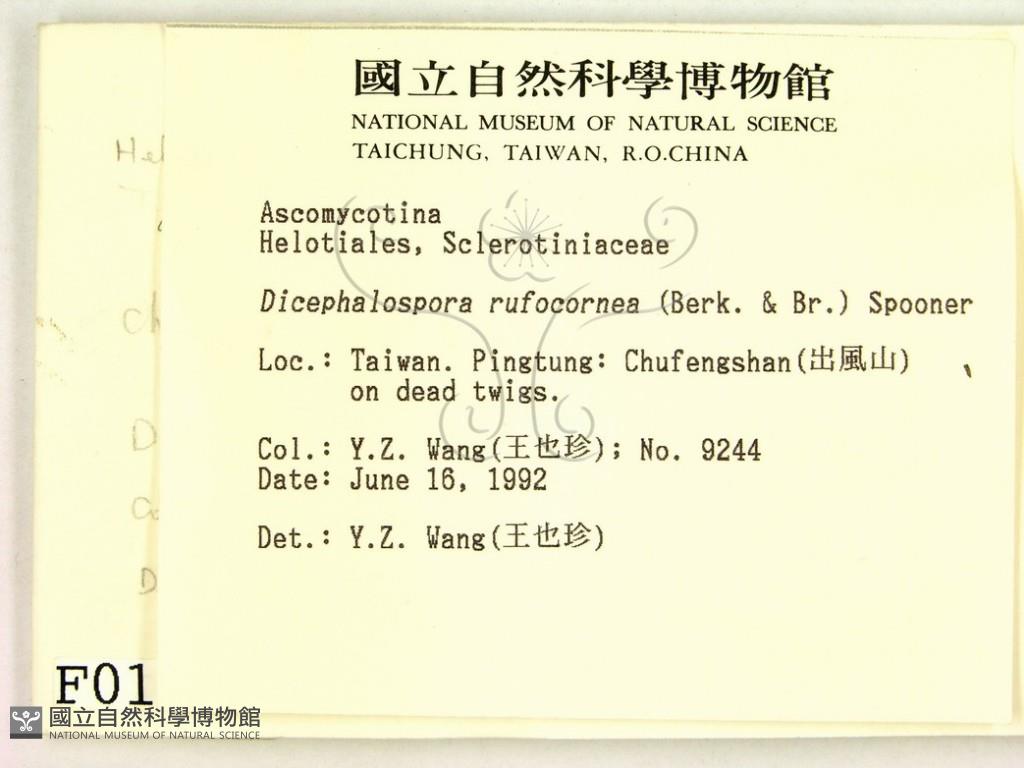 國立自然科學博物館
NATIONAL MUSEUM OF NATURAL SCIENCE
TAICHUNG, TAIWAN, R.O.CHINA
Ascomycotina
Helotiales, Sclerotiniaceae
Dicephalospora rufocornea (Berk. & Br.) Spooner
Loc.: Taiwan. Pingtung: Chufengshan(出風山)
on dead twigs.
Col.: Y.Z. Wang(王也珍); No. 9244
Date: June 16, 1992
Det.: Y.Z. Wang(王也珍)
F01
國立自然科學博物館
NATIONAL MUSEUM OF NATURAL SCIENCE